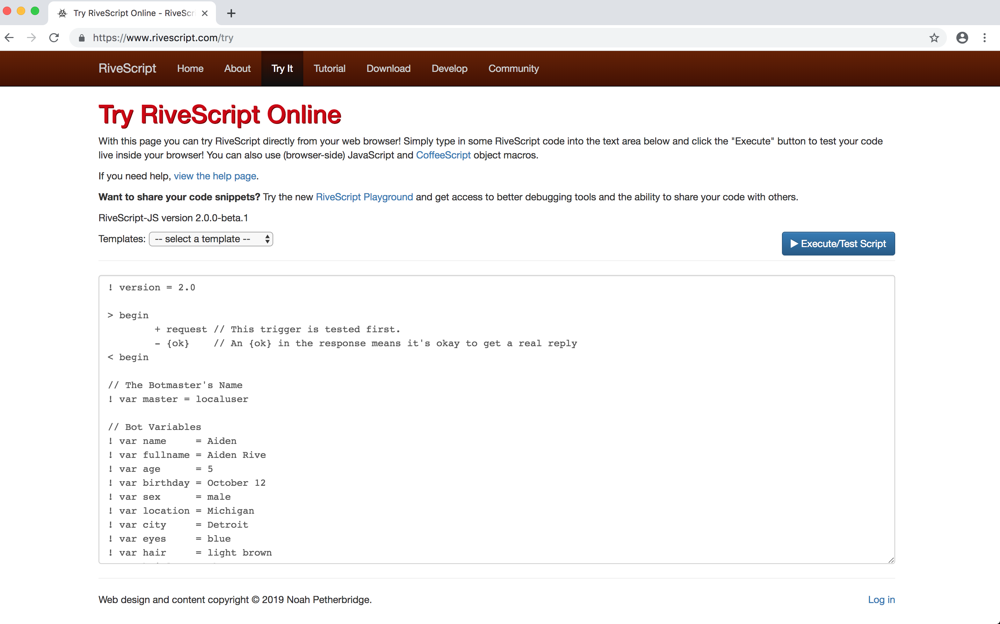 Try RiveScript Online - RiveScr
https://www.rivescript.com/try
RiveScript Home About Try It Tutorial Download Develop Community
Try RiveScript Online
With this page you can try RiveScript directly from your web browser! Simply type in some RiveScript code into the text area below and click the "Execute" button to test your code
live inside your browser! You can also use (browser-side) JavaScript and CoffeeScript object macros.
If you need help, view the help page.
Want to share your code snippets? Try the new RiveScript Playground and get access to better debugging tools and the ability to share your code with others.
RiveScript-JS version 2.0.0-beta.1
Templates: -- select a template --
Execute/Test Script
! version = 2.0
> begin
+ request // This trigger is tested first.
- {ok}    // An {ok} in the response means it's okay to get a real reply
< begin
// The Botmaster's Name
! var master = localuser
// Bot Variables
! var name     = Aiden
! var fullname = Aiden Rive
! var age      = 5
! var birthday = October 12
! var sex      = male
! var location = Michigan
! var city     = Detroit
! var eyes     = blue
! var hair     = light brown
Web design and content copyright © 2019 Noah Petherbridge.
Log in